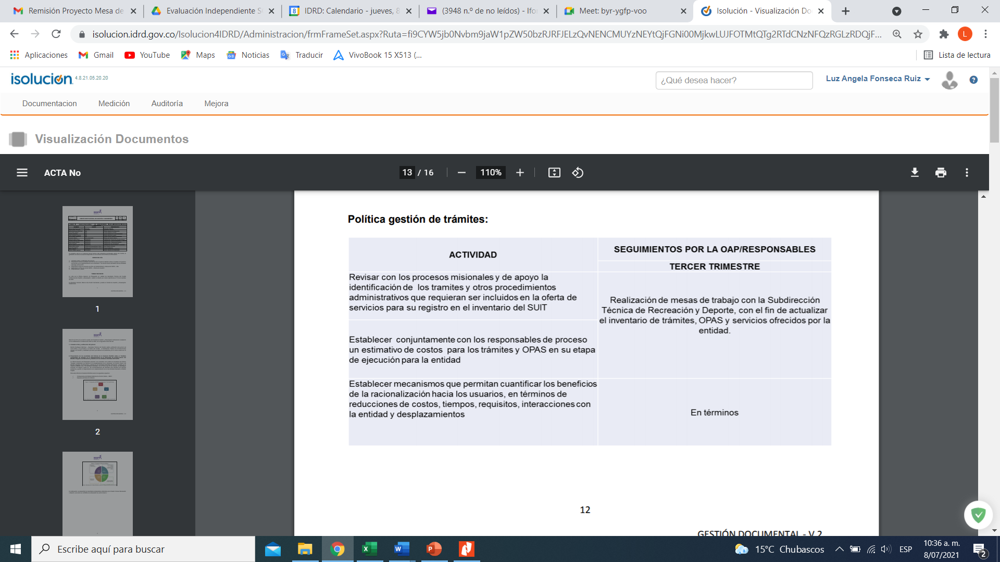 Remisión Proyecto Mesa de
Evaluación Independiente S
IDRD: Calendario - jueves, 8
(3948 n.º de no leídos) - lfo
Meet: byr-ygfp-voo
Isolución - Visualización Do
isolucion.idrd.gov.co/Isolucion4IDRD/Administracion/frmFrameSet.aspx?Ruta=fi9CYW5jb0Nvbm9jaW1pZW50bzRJRFJELzQvNENCMUYzNEYtQjFGNi00MjkwLUJFOTMtQTg2RTdCNzNFQzRGLzRDQjF...
Aplicaciones
Gmail
YouTube
Maps
Noticias
Traducir
VivoBook 15 X513 (...
Lista de lectura
isolución 4.8.21.05.20.20
¿Qué desea hacer?
Luz Angela Fonseca Ruiz
Documentacion
Medición
Auditoría
Mejora
Visualización Documentos
ACTA No
13 / 16
110%
Política gestión de trámites:
ACTIVIDAD
SEGUIMIENTOS POR LA OAP/RESPONSABLES
TERCER TRIMESTRE
Revisar con los procesos misionales y de apoyo la
identificación de los tramites y otros procedimientos
administrativos que requieran ser incluidos en la oferta de
servicios para su registro en el inventario del SUIT
Realización de mesas de trabajo con la Subdirección
Técnica de Recreación y Deporte, con el fin de actualizar
el inventario de trámites, OPAS y servicios ofrecidos por la
entidad.
Establecer conjuntamente con los responsables de proceso
un estimativo de costos para los trámites y OPAS en su etapa
de ejecución para la entidad
Establecer mecanismos que permitan cuantificar los beneficios
de la racionalización hacia los usuarios, en términos de
reducciones de costos, tiempos, requisitos, interacciones con
la entidad y desplazamientos
En términos
12
GESTIÓN DOCUMENTAL - V 2
1
2
Escribe aquí para buscar
15°C Chubascos
ESP
10:36 a. m.
8/07/2021
2